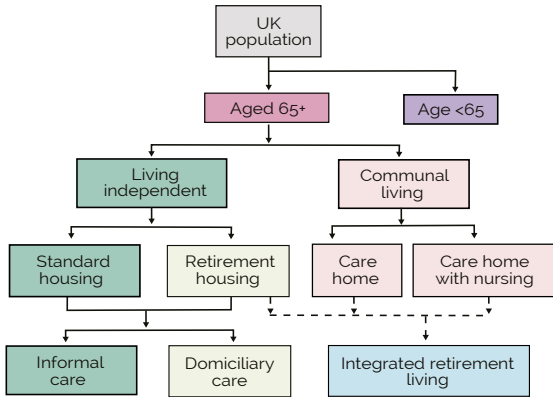 UK
population
Aged 65+
Age <65
Living
independent
Communal
living
Standard
housing
Retirement
housing
Care
home
Care home
with nursing
Informal
care
Domiciliary
care
Integrated retirement
living